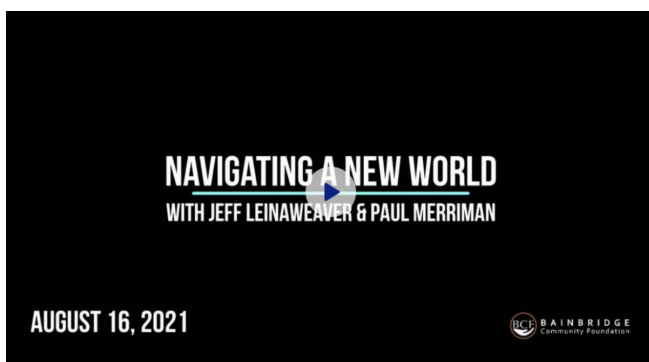 NAVIGATING A NEW WORLD
WITH JEFF LEINAWEAVER & PAUL MERRIMAN
AUGUST 16, 2021
BCF BAINBRIDGE
Community Foundation